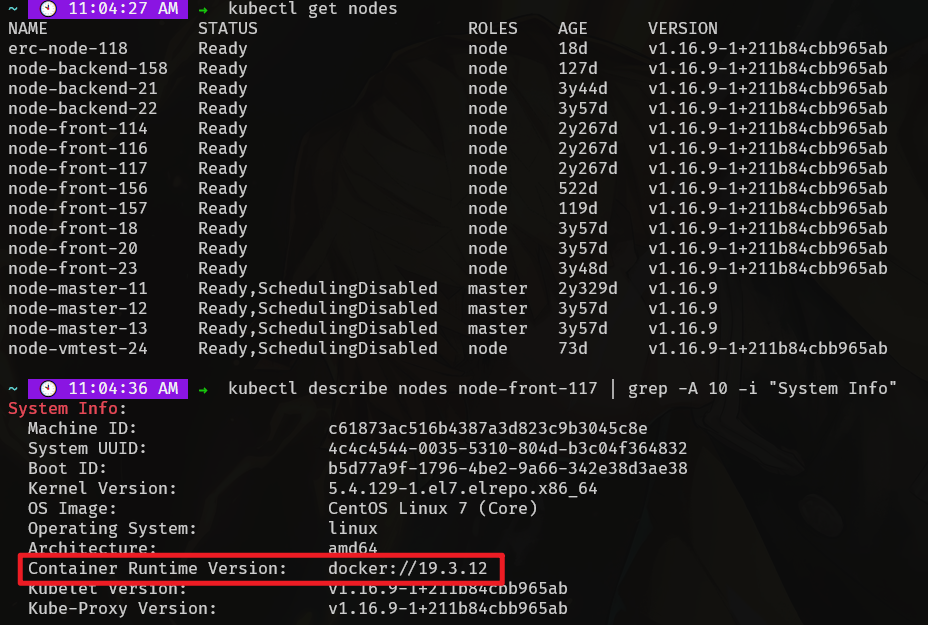 ~ 11:04:27 AM → kubectl get nodes
NAME STATUS ROLES AGE VERSION
erc-node-118 Ready node 18d v1.16.9-1+211b84cbb965ab
node-backend-158 Ready node 127d v1.16.9-1+211b84cbb965ab
node-backend-21 Ready node 3y44d v1.16.9-1+211b84cbb965ab
node-backend-22 Ready node 3y57d v1.16.9-1+211b84cbb965ab
node-front-114 Ready node 2y267d v1.16.9-1+211b84cbb965ab
node-front-116 Ready node 2y267d v1.16.9-1+211b84cbb965ab
node-front-117 Ready node 2y267d v1.16.9-1+211b84cbb965ab
node-front-156 Ready node 522d v1.16.9-1+211b84cbb965ab
node-front-157 Ready node 119d v1.16.9-1+211b84cbb965ab
node-front-18 Ready node 3y57d v1.16.9-1+211b84cbb965ab
node-front-20 Ready node 3y57d v1.16.9-1+211b84cbb965ab
node-front-23 Ready node 3y48d v1.16.9-1+211b84cbb965ab
node-master-11 Ready,SchedulingDisabled master 2y329d v1.16.9
node-master-12 Ready,SchedulingDisabled master 3y57d v1.16.9
node-master-13 Ready,SchedulingDisabled master 3y57d v1.16.9
node-vmtest-24 Ready,SchedulingDisabled node 73d v1.16.9-1+211b84cbb965ab
~ 11:04:36 AM → kubectl describe nodes node-front-117 | grep -A 10 -i "System Info"
System Info:
Machine ID: c61873ac516b4387a3d823c9b3045c8e
System UUID: 4c4c4544-0035-5310-804d-b3c04f364832
Boot ID: b5d77a9f-1796-4be2-9a66-342e38d3ae38
Kernel Version: 5.4.129-1.el7.elrepo.x86_64
OS Image: CentOS Linux 7 (Core)
Operating System: linux
Architecture: amd64
Container Runtime Version: docker://19.3.12
Kubelet Version: v1.16.9-1+211b84cbb965ab
Kube-Proxy Version: v1.16.9-1+211b84cbb965ab